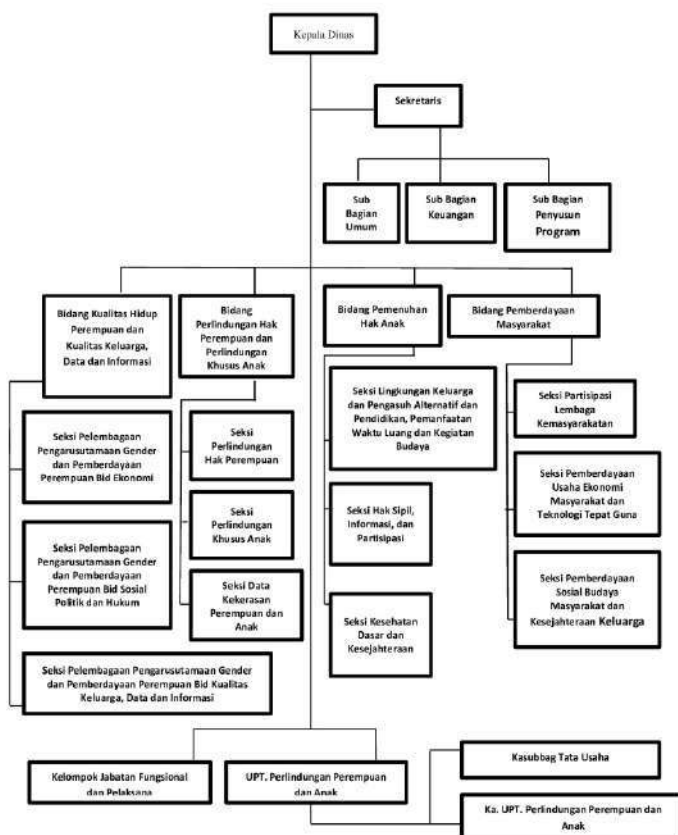 Kepala Dinas
Sekretaris
Sub
Bagian
Umum
Sub Bagian
Keuangan
Sub Bagian
Penyusun
Program
Bidang Kualitas Hidup
Perempuan dan
Kualitas Keluarga,
Data dan Informasi
Bidang
Perlindungan Hak
Perempuan dan
Perlindungan
Khusus Anak
Bidang Pemenuhan
Hak Anak
Bidang Pemberdayaan
Masyarakat
Seksi Pelembagaan
Pengarusutamaan Gender
dan Pemberdayaan
Perempuan Bid Ekonomi
Seksi Pelembagaan
Pengarusutamaan Gender
dan Pemberdayaan
Perempuan Bid Sosial
Politik dan Hukum
Seksi Pelembagaan Pengarusutamaan Gender
dan Pemberdayaan Perempuan Bid Kualitas
Keluarga, Data dan Informasi
Seksi
Perlindungan
Hak Perempuan
Seksi
Perlindungan
Khusus Anak
Seksi Data
Kekerasan
Perempuan dan
Anak
Seksi Lingkungan Keluarga
dan Pengasuh Alternatif dan
Pendidikan, Pemanfaatan
Waktu Luang dan Kegiatan
Budaya
Seksi Hak Sipil,
Informasi, dan
Partisipasi
Seksi Kesehatan
Dasar dan
Kesejahteraan
Seksi Partisipasi
Lembaga
Kemasyarakatan
Seksi Pemberdayaan
Usaha Ekonomi
Masyarakat dan
Teknologi Tepat Guna
Seksi Pemberdayaan
Sosial Budaya
Masyarakat dan
Kesejahteraan Keluarga
Kelompok Jabatan Fungsional
dan Pelaksana
UPT. Perlindungan Perempuan
dan Anak
Kasubbag Tata Usaha
Ka. UPT. Perlindungan Perempuan dan
Anak